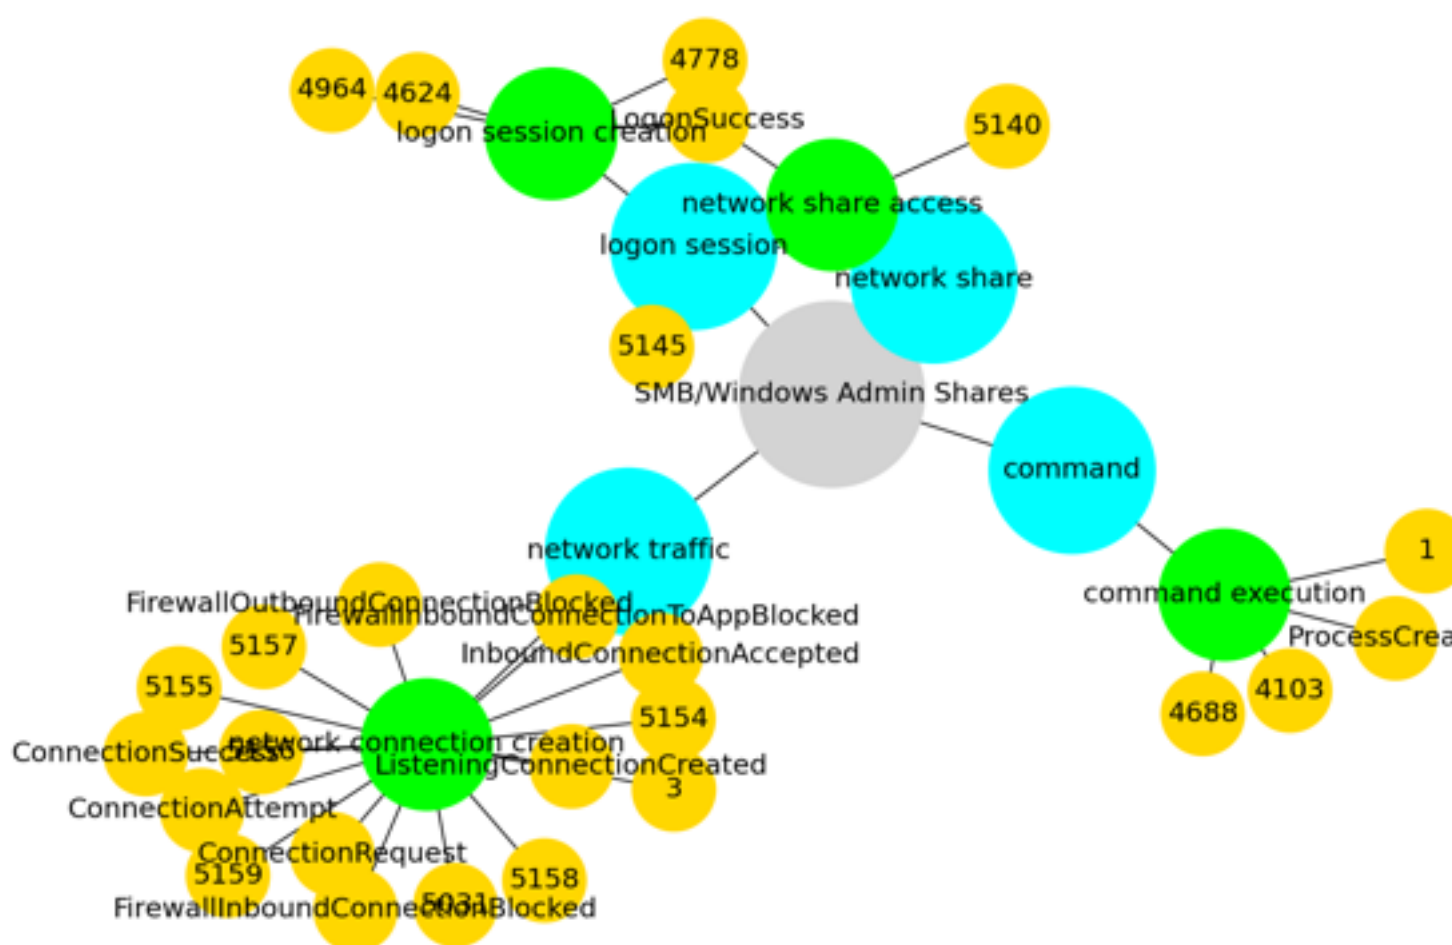 4778
4964
4624
LogonSuccess
5140
logon session creation
network share access
logon session
network share
5145
SMB/Windows Admin Shares
command
network traffic
1
command execution
FirewallOutboundConnectionBlocked
FirewallInboundConnectionToAppBlocked
ProcessCrea
5157
InboundConnectionAccepted
5155
4103
4688
5154
network connection creation
ConnectionSuccess
ListeningConnectionCreated
3
ConnectionAttempt
ConnectionRequest
5159
5158
5031
FirewallInboundConnectionBlocked